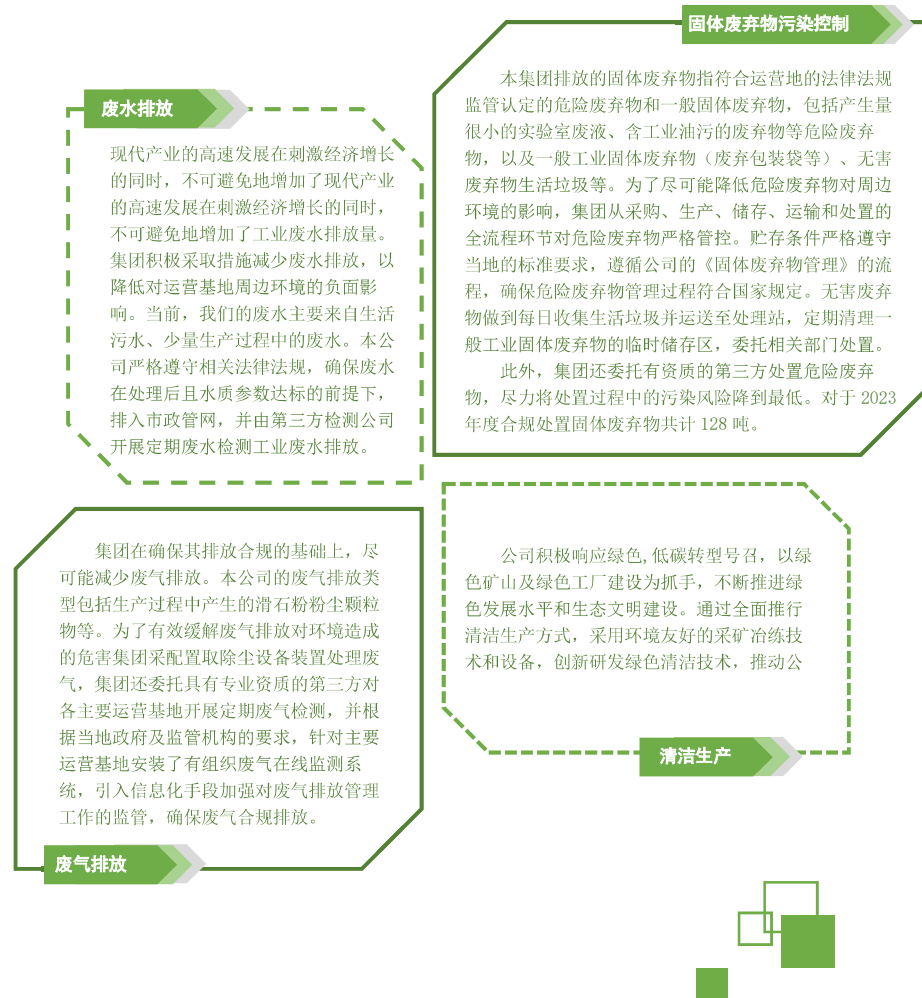 废水排放
现代产业的高速发展在刺激经济增长
的同时，不可避免地增加了现代产业
的高速发展在刺激经济增长的同时，
不可避免地增加了工业废水排放量。
集团积极采取措施减少废水排放，以
降低对运营基地周边环境的负面影
响。当前，我们的废水主要来自生活
污水、少量生产过程中的废水。本公
司严格遵守相关法律法规，确保废水
在处理后且水质参数达标的前提下，
排入市政管网，并由第三方检测公司
开展定期废水检测工业废水排放。
固体废弃物污染控制
本集团排放的固体废弃物指符合运营地的法律法规
监管认定的危险废弃物和一般固体废弃物，包括产生量
很小的实验室废液、含工业油污的废弃物等危险废弃
物，以及一般工业固体废弃物（废弃包装袋等）、无害
废弃物生活垃圾等。为了尽可能降低危险废弃物对周边
环境的影响，集团从采购、生产、储存、运输和处置的
全流程环节对危险废弃物严格管控。贮存条件严格遵守
当地的标准要求，遵循公司的《固体废弃物管理》的流
程，确保危险废弃物管理过程符合国家规定。无害废弃
物做到每日收集生活垃圾并运送至处理站，定期清理一
般工业固体废弃物的临时储存区，委托相关部门处置。
此外，集团还委托有资质的第三方处置危险废弃
物，尽力将处置过程中的污染风险降到最低。对于 2023
年度合规处置固体废弃物共计 128 吨。
集团在确保其排放合规的基础上，尽
可能减少废气排放。本公司的废气排放类
型包括生产过程中产生的滑石粉粉尘颗粒
物等。为了有效缓解废气排放对环境造成
的危害集团采配置取除尘设备装置处理废
气，集团还委托具有专业资质的第三方对
各主要运营基地开展定期废气检测，并根
据当地政府及监管机构的要求，针对主要
运营基地安装了有组织废气在线监测系
统，引入信息化手段加强对废气排放管理
工作的监管，确保废气合规排放。
废气排放
公司积极响应绿色,低碳转型号召，以绿
色矿山及绿色工厂建设为抓手，不断推进绿
色发展水平和生态文明建设。通过全面推行
清洁生产方式，采用环境友好的采矿冶练技
术和设备，创新研发绿色清洁技术，推动公
清洁生产